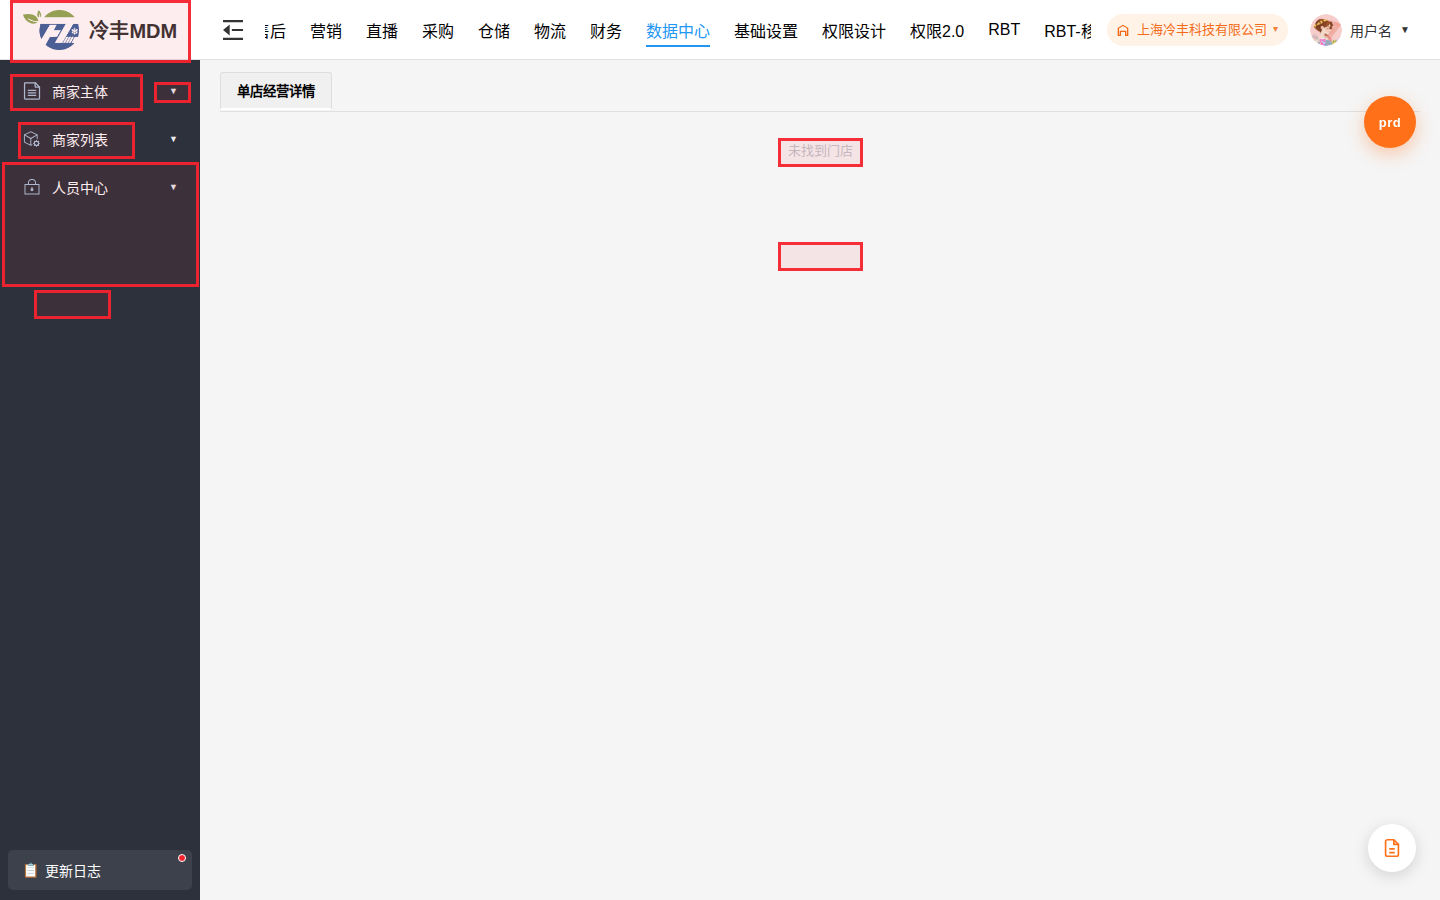 冷丰MDM
后 营销 直播 采购 仓储 物流 财务 数据中心 基础设置 权限设计 权限2.0 RBT RBT-移
上海冷丰科技有限公司
用户名
商家主体
单店经营详情
prd
商家列表
未找到门店
人员中心
更新日志